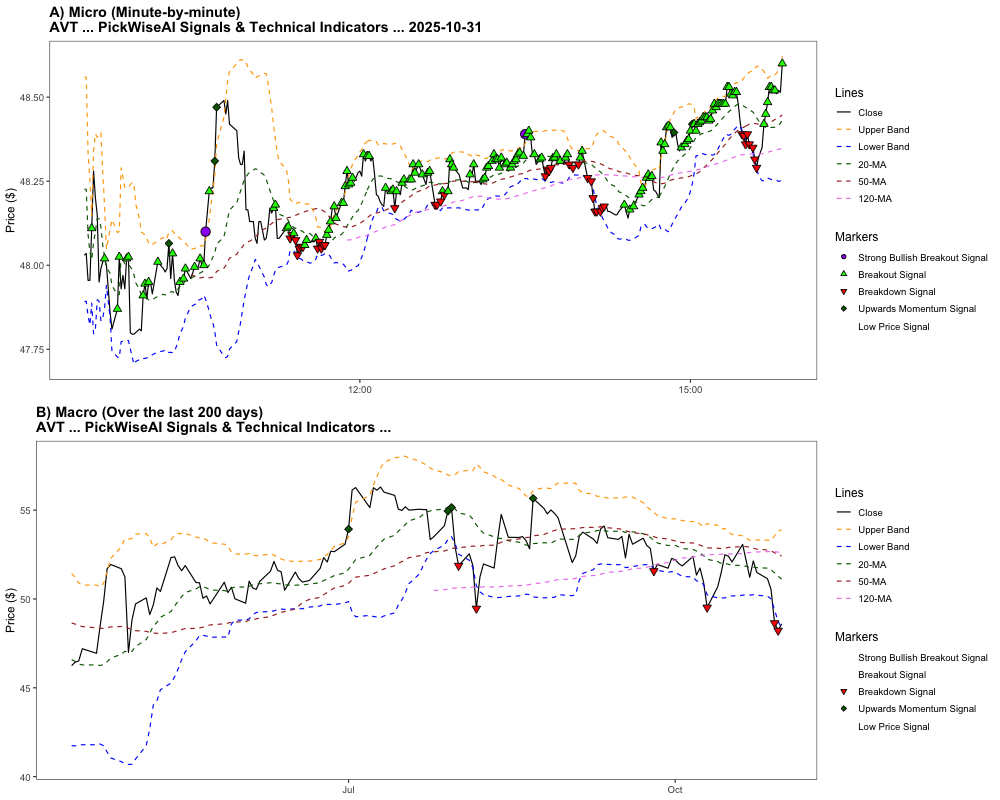 A) Micro (Minute-by-minute)
AVT ... PickWiseAI Signals & Technical Indicators ... 2025-10-31
Price ($)
48.50
48.25
48.00
47.75
12:00
15:00
Lines
Close
Upper Band
Lower Band
20-MA
50-MA
120-MA
Markers
Strong Bullish Breakout Signal
Breakout Signal
Breakdown Signal
Upwards Momentum Signal
Low Price Signal
B) Macro (Over the last 200 days)
AVT ... PickWiseAI Signals & Technical Indicators ...
Price ($)
55
50
45
40
Jul
Oct
Lines
Close
Upper Band
Lower Band
20-MA
50-MA
120-MA
Markers
Strong Bullish Breakout Signal
Breakout Signal
Breakdown Signal
Upwards Momentum Signal
Low Price Signal